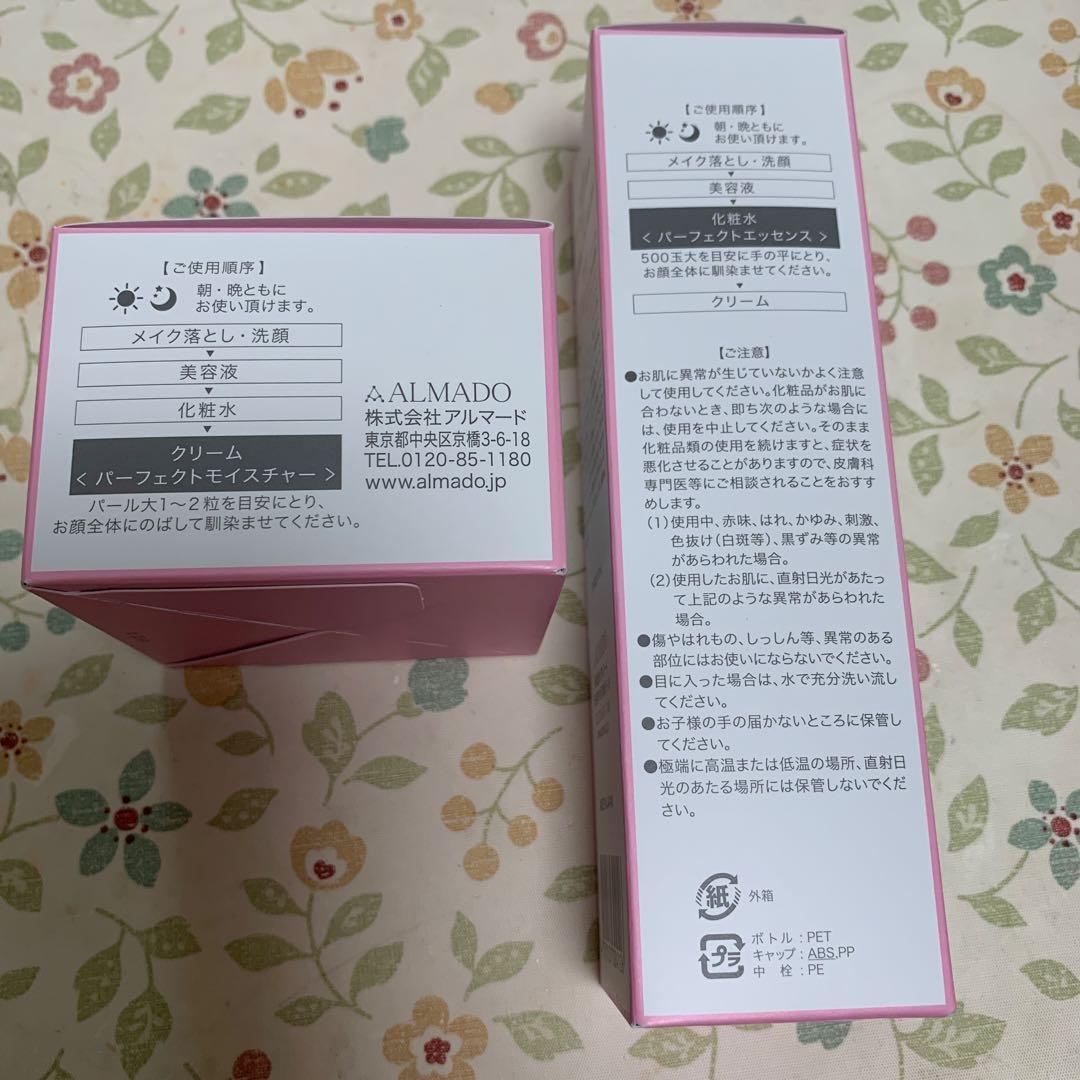 【ご使用順序】
朝・晩ともに
お使い頂けます。
メイク落とし・洗顔
美容液
化粧水
クリーム
< パーフェクトモイスチャー >
パール大1〜2粒を目安にとり、
お顔全体にのばして馴染ませてください。
ALMADO
株式会社アルマード
東京都中央区京橋3-6-18
TEL.0120-85-1180
www.almado.jp
【ご使用順序】
朝・晩ともに
お使い頂けます。
メイク落とし・洗顔
美容液
化粧水
< パーフェクトエッセンス >
500玉大を目安に手の平にとり、
お顔全体に馴染ませてください。
クリーム
【ご注意】
●お肌に異常が生じていないかよく注意
して使用してください。化粧品がお肌に
合わないとき、即ち次のような場合に
は、使用を中止してください。そのまま
化粧品類の使用を続けますと、症状を
悪化させることがありますので、皮膚科
専門医等にご相談されることをおすす
めします。
(1)使用中、赤味、はれ、かゆみ、刺激、
色抜け(白斑等)、黒ずみ等の異常
があらわれた場合。
(2)使用したお肌に、直射日光があたっ
て上記のような異常があらわれた
場合。
●傷やはれもの、しっしん等、異常のある
部位にはお使いにならないでください。
●目に入った場合は、水で充分洗い流し
てください。
●お子様の手の届かないところに保管し
てください。
●極端に高温または低温の場所、直射日
光のあたる場所には保管しないでくだ
さい。
紙 外箱
プラ
ボトル : PET
キャップ : ABS,PP
中 栓 : PE